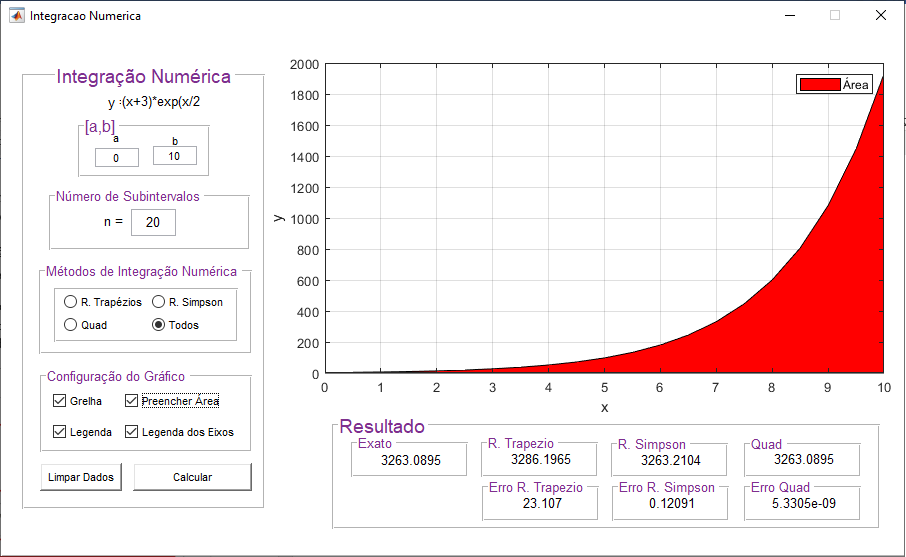 Integracao Numerica
Integração Numérica
y :(x+3)*exp(x/2
[a,b]
a b
0 10
Número de Subintervalos
n = 20
Métodos de Integração Numérica
R. Trapézios R. Simpson
Quad Todos
Configuração do Gráfico
Grelha Preencher Área
Legenda Legenda dos Eixos
Limpar Dados Calcular
Área
2000
1800
1600
1400
1200
1000
800
600
400
200
0
y
0 1 2 3 4 5 6 7 8 9 10
x
Resultado
Exato R. Trapezio R. Simpson Quad
3263.0895 3286.1965 3263.2104 3263.0895
Erro R. Trapezio Erro R. Simpson Erro Quad
23.107 0.12091 5.3305e-09